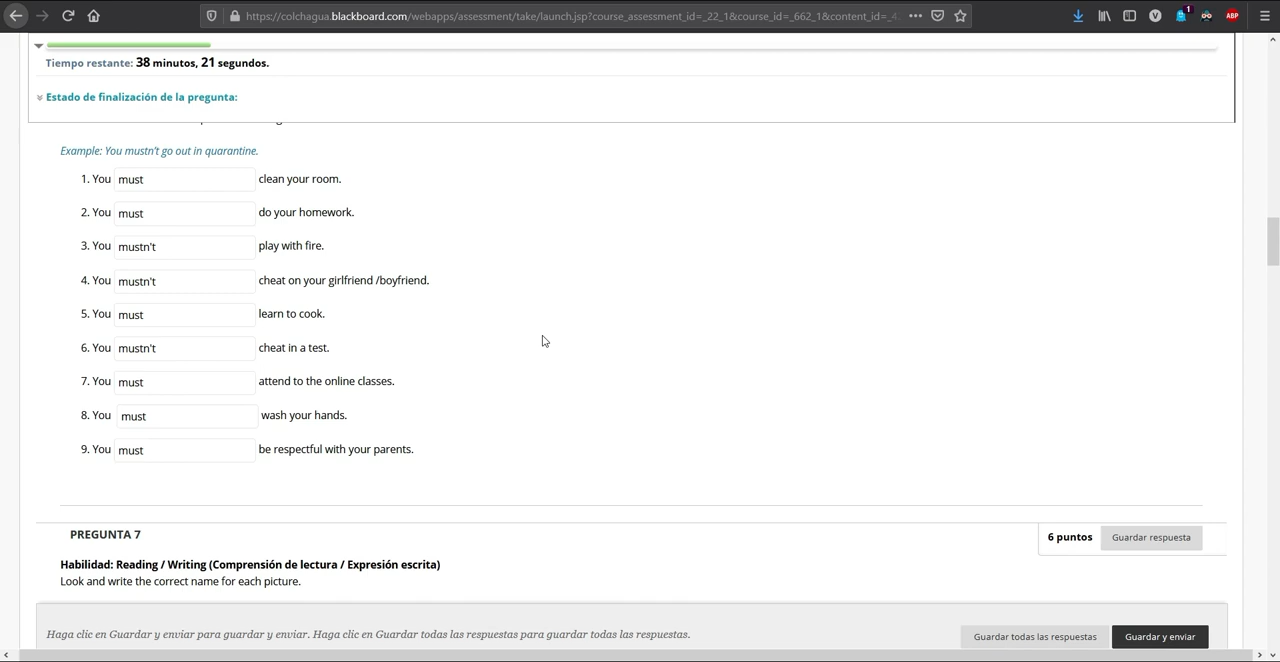 https://colchagua.blackboard.com/webapps/assessment/take/launch.jsp?course_assessment_id=_22_1&course_id=_662_1&content_id=_4
1
ABP
Tiempo restante: 38 minutos, 21 segundos.
Estado de finalización de la pregunta:
Example: You mustn't go out in quarantine.
1. You must clean your room.
2. You must do your homework.
3. You mustn't play with fire.
4. You mustn't cheat on your girlfriend /boyfriend.
5. You must learn to cook.
6. You mustn't cheat in a test.
7. You must attend to the online classes.
8. You must wash your hands.
9. You must be respectful with your parents.
PREGUNTA 7
6 puntos Guardar respuesta
Habilidad: Reading / Writing (Comprensión de lectura / Expresión escrita)
Look and write the correct name for each picture.
Haga clic en Guardar y enviar para guardar y enviar. Haga clic en Guardar todas las respuestas para guardar todas las respuestas.
Guardar todas las respuestas Guardar y enviar